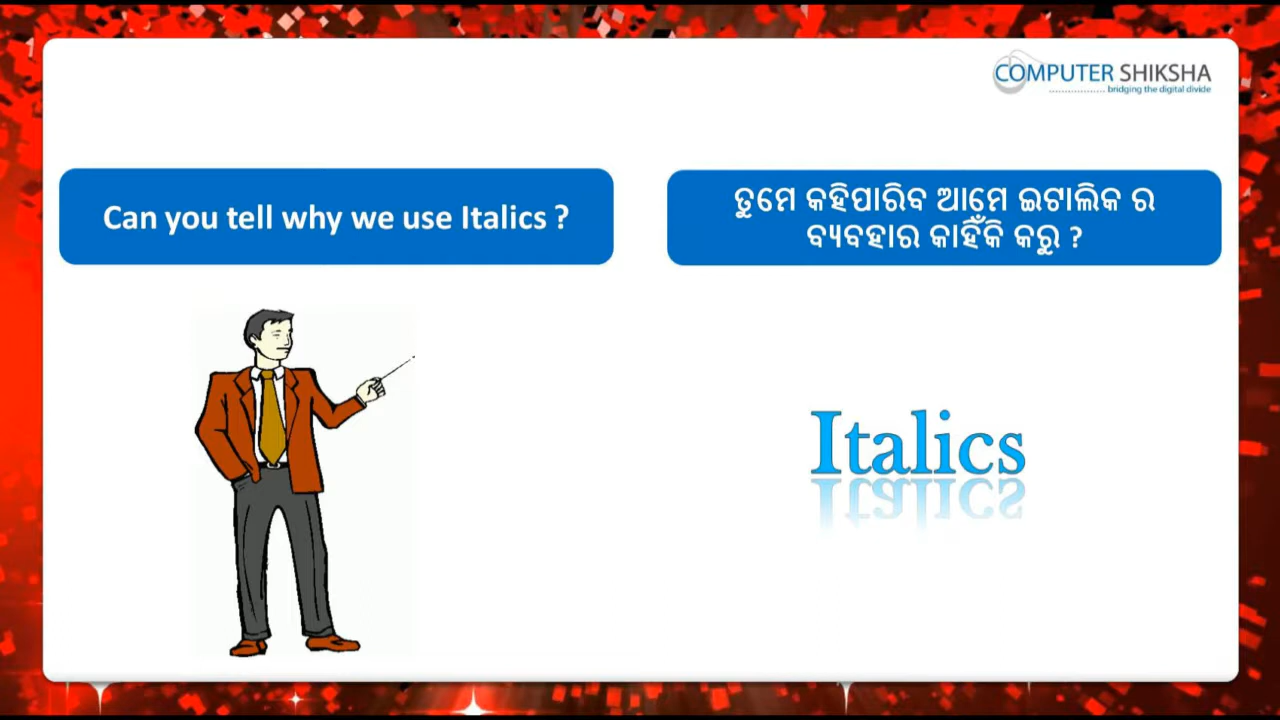 COMPUTER SHIKSHA
bridging the digital divide
Can you tell why we use Italics ?
ତୁମେ କହିପାରିବ ଆମେ ଇଟାଲିକ ର
ବ୍ୟବହାର କାହିଁକି କରୁ ?
Italics